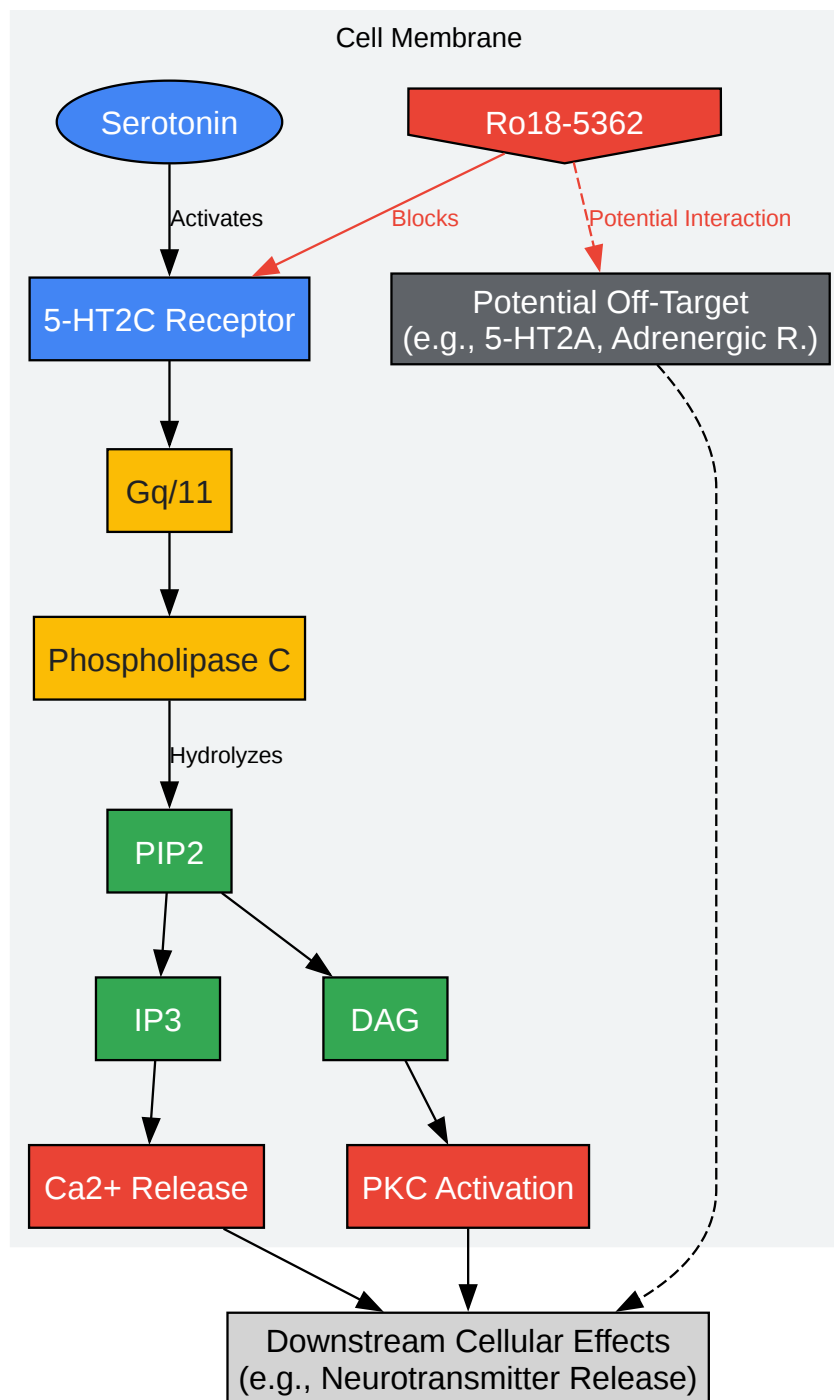 Cell Membrane
Serotonin
Ro18-5362
Activates
Blocks
Potential Interaction
5-HT2C Receptor
Potential Off-Target
(e.g., 5-HT2A, Adrenergic R.)
Gq/11
Phospholipase C
Hydrolyzes
PIP2
IP3
DAG
Ca2+ Release
PKC Activation
Downstream Cellular Effects
(e.g., Neurotransmitter Release)